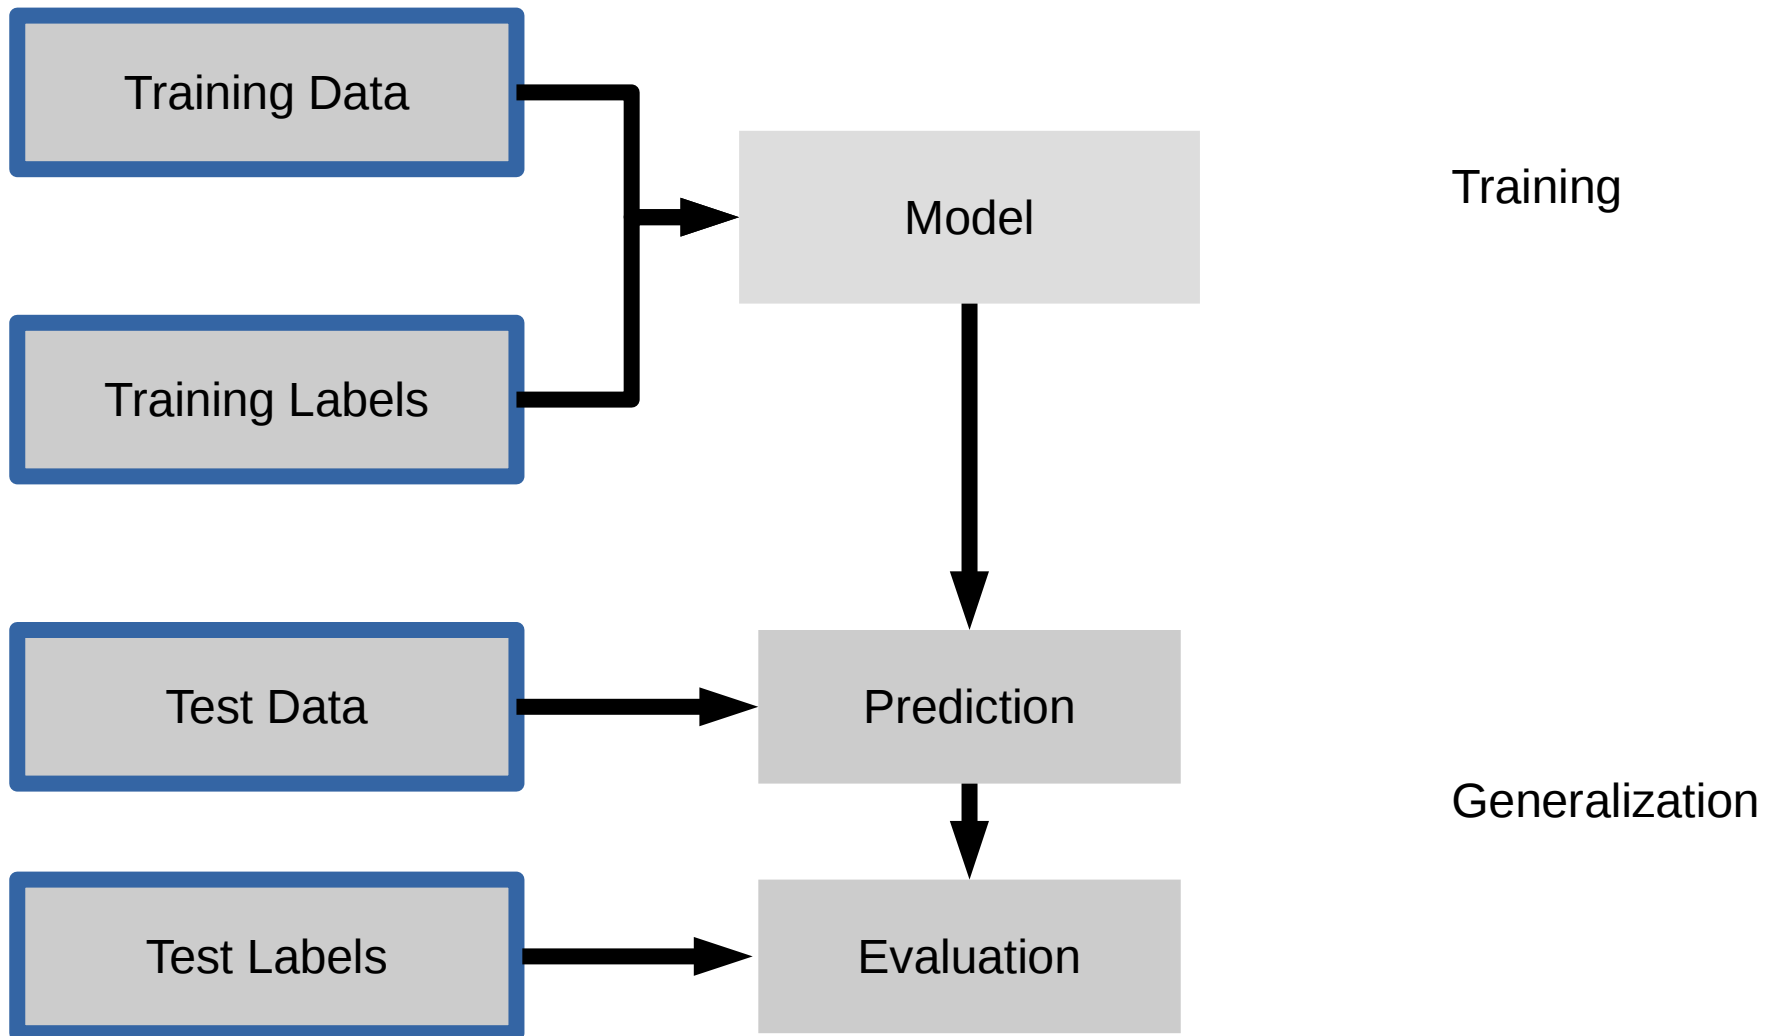 Training Data
Model
Training
Training Labels
Test Data
Prediction
Generalization
Test Labels
Evaluation